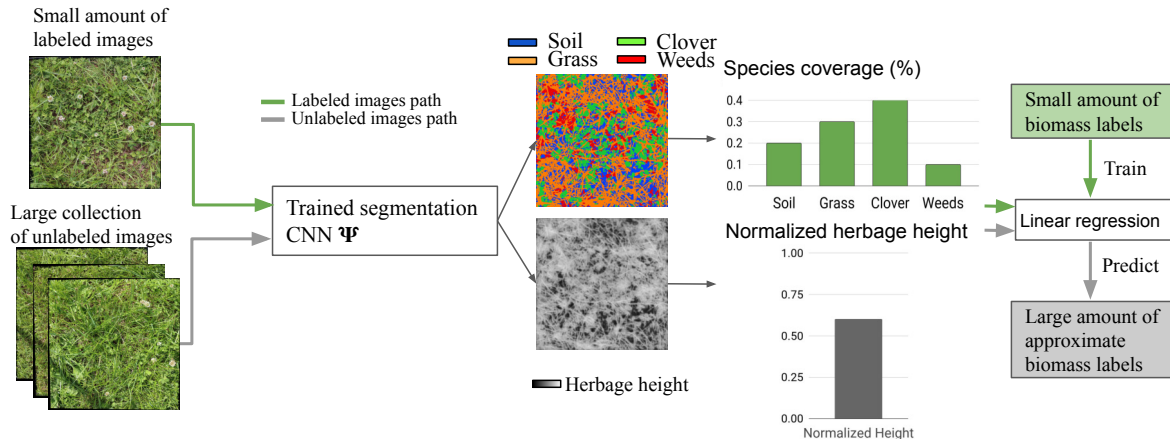 Small amount of
labeled images
Large collection
of unlabeled images
Labeled images path
Unlabeled images path
Trained segmentation
CNN Ψ
Soil
Clover
Grass
Weeds
Herbage height
Species coverage (%)
0.4
0.3
0.2
0.1
0.0
Soil Grass Clover Weeds
Normalized herbage height
1.00
0.75
0.50
0.25
0.00
Normalized Height
Small amount of
biomass labels
Train
Linear regression
Predict
Large amount of
approximate
biomass labels